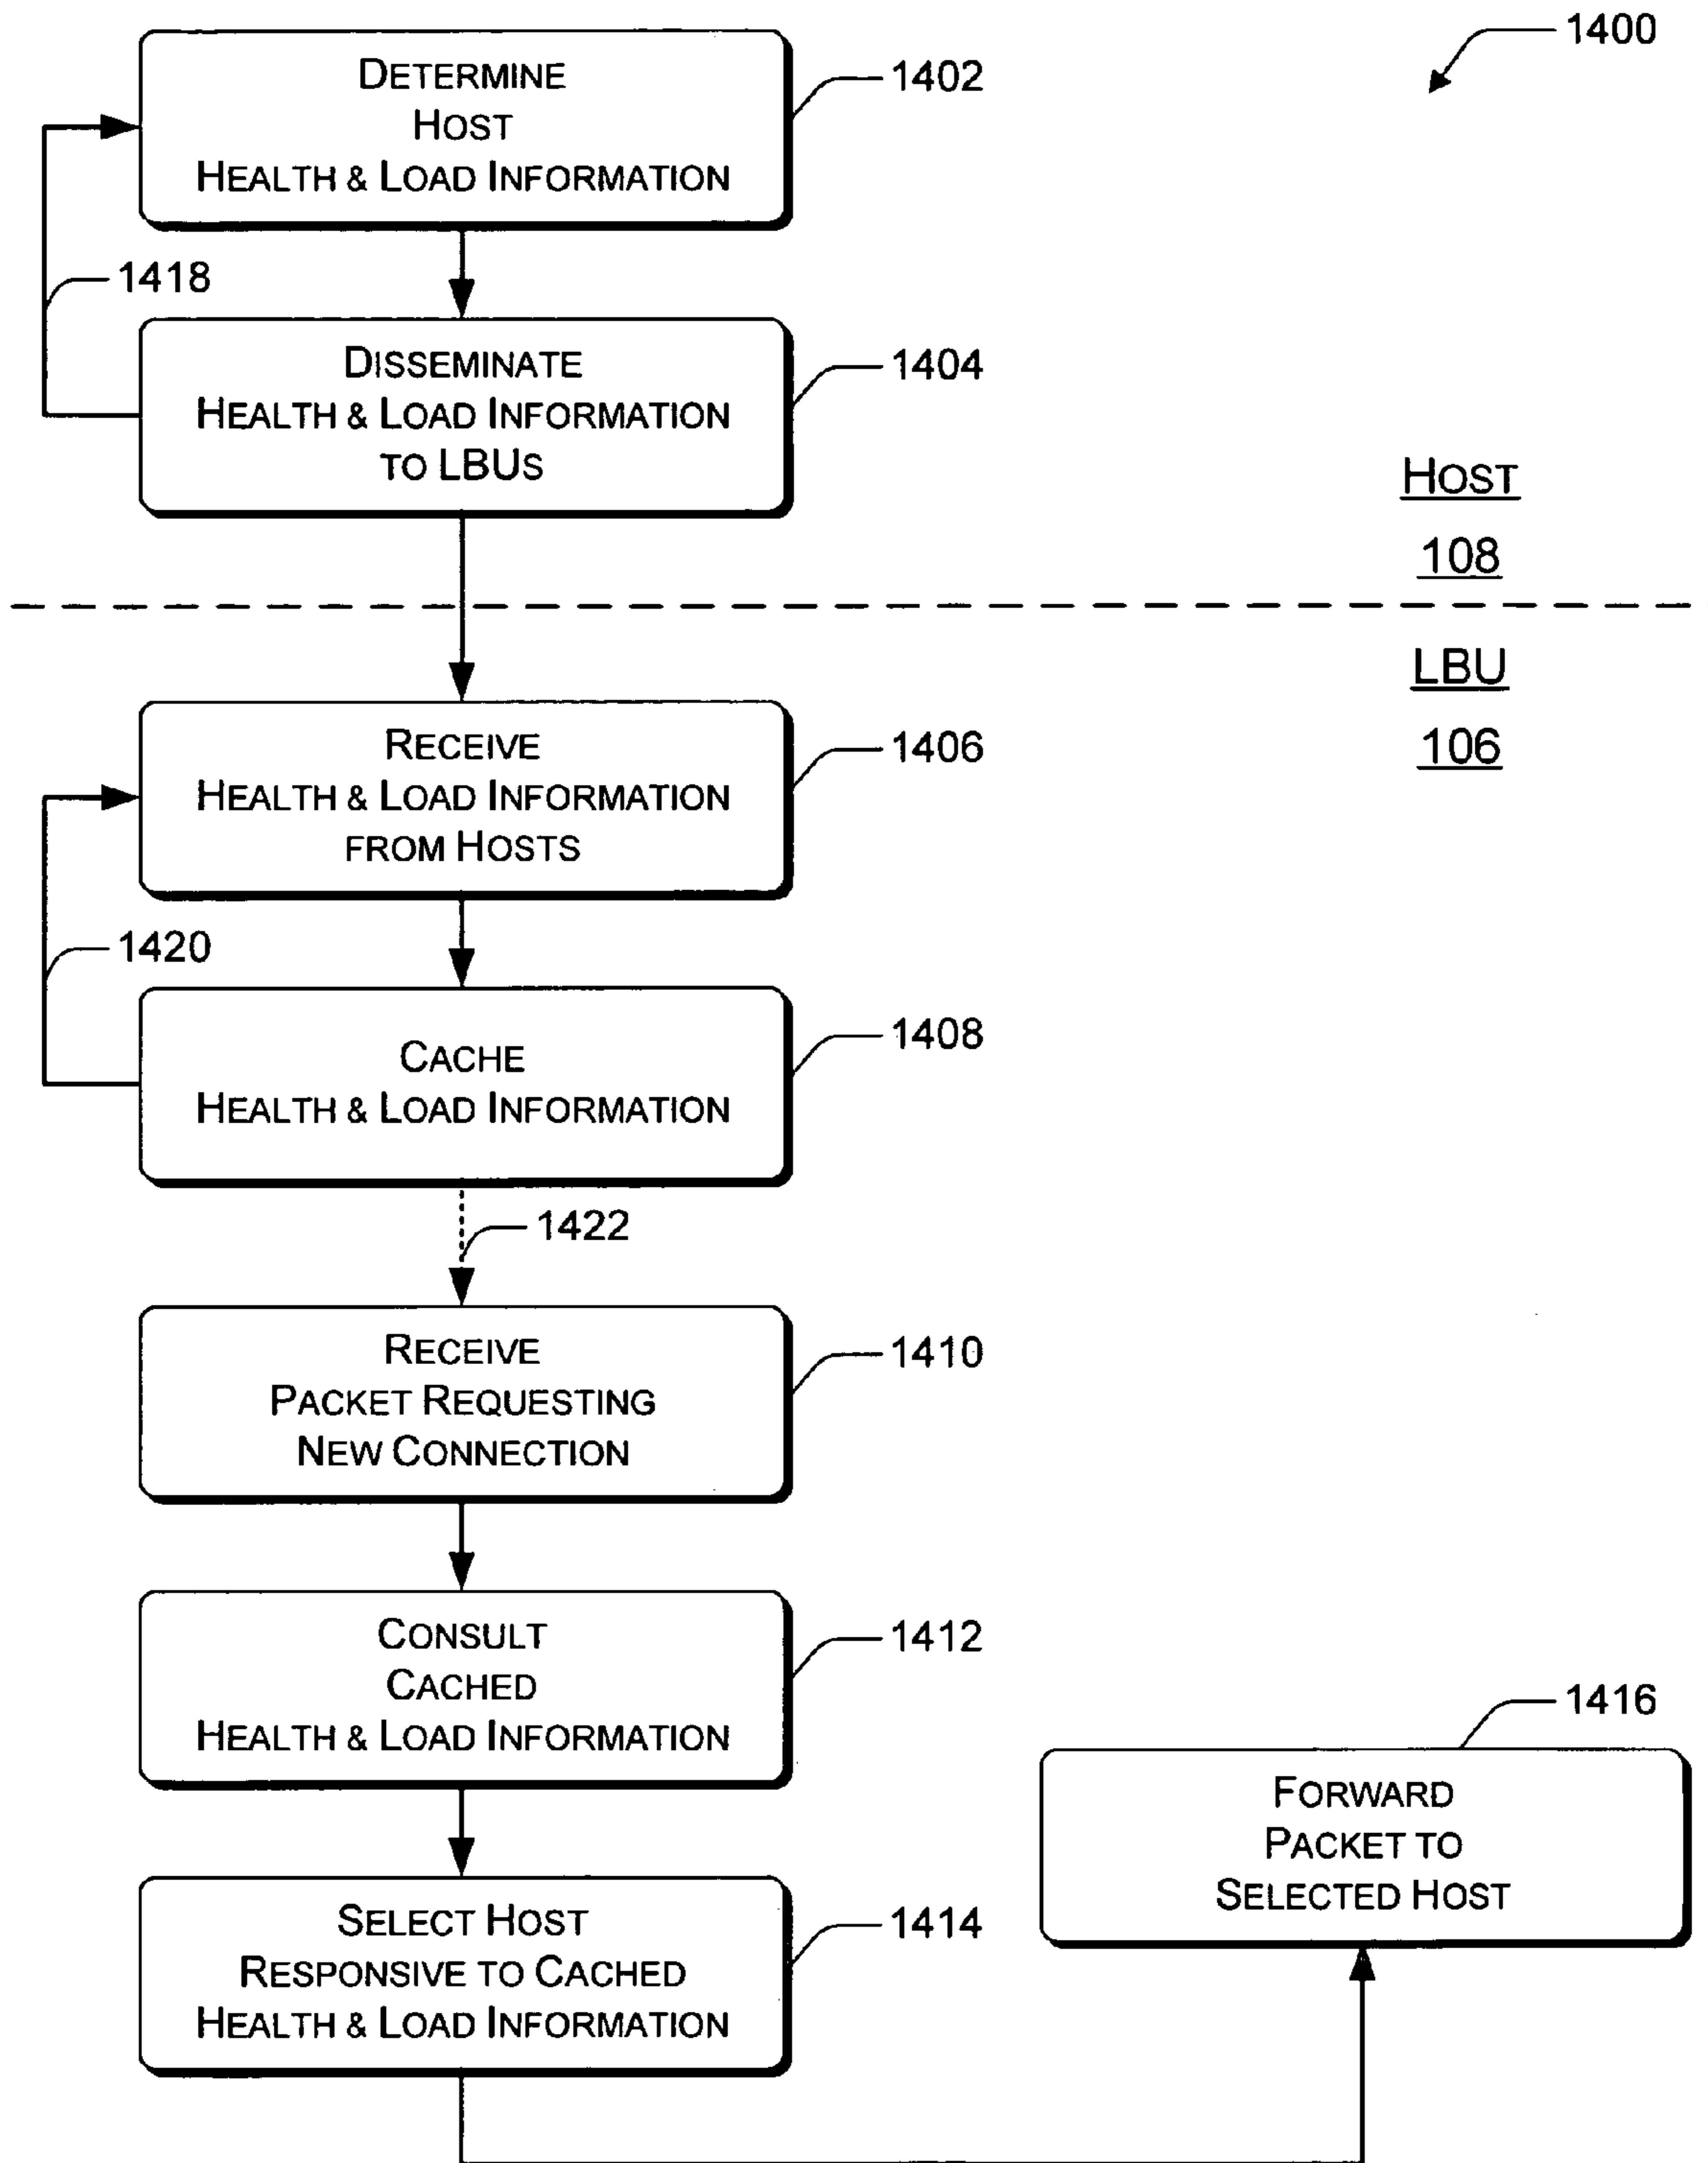 1400
DETERMINE
HOST
HEALTH & LOAD INFORMATION
1402
1418
DISSEMINATE
HEALTH & LOAD INFORMATION
TO LBUS
1404
HOST
108
LBU
106
RECEIVE
HEALTH & LOAD INFORMATION
FROM HOSTS
1406
1420
CACHE
HEALTH & LOAD INFORMATION
1408
1422
RECEIVE
PACKET REQUESTING
NEW CONNECTION
1410
CONSULT
CACHED
HEALTH & LOAD INFORMATION
1412
SELECT HOST
RESPONSIVE TO CACHED
HEALTH & LOAD INFORMATION
1414
1416
FORWARD
PACKET TO
SELECTED HOST